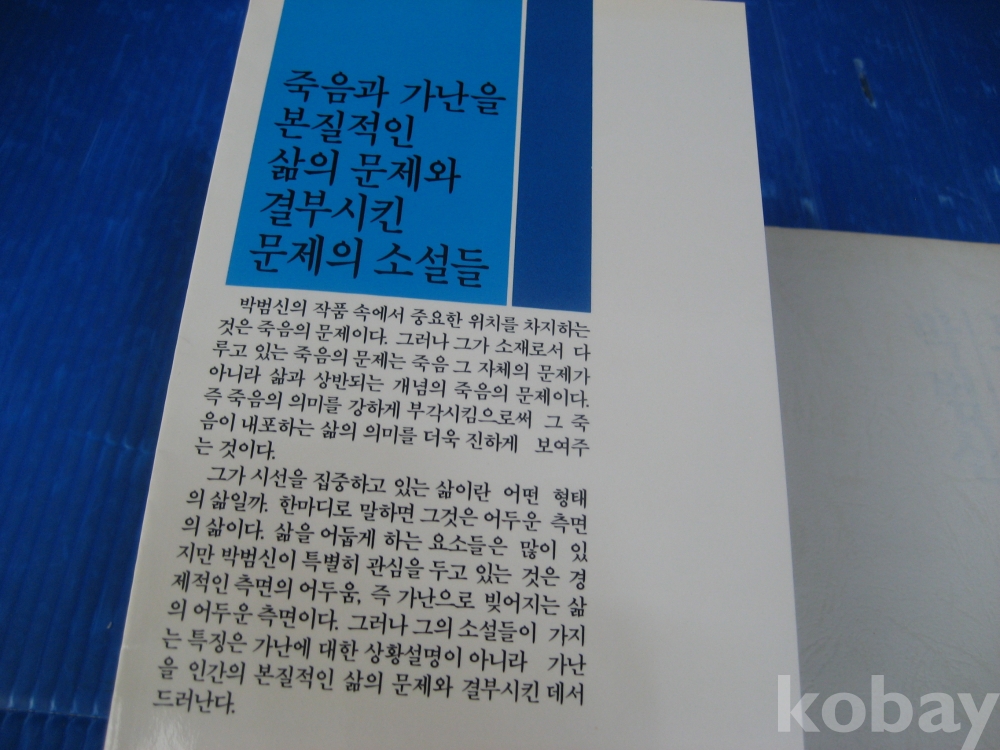 죽음과 가난을
본질적인
삶의 문제와
결부시킨
문제의 소설들
박범신의 작품 속에서 중요한 위치를 차지하는
것은 죽음의 문제이다. 그러나 그가 소재로서 다
루고 있는 죽음의 문제는 죽음 그 자체의 문제가
아니라 삶과 상반되는 개념의 죽음의 문제이다.
즉 죽음의 의미를 강하게 부각시킴으로써 그 죽
음이 내포하는 삶의 의미를 더욱 진하게 보여주
는 것이다.
그가 시선을 집중하고 있는 삶이란 어떤 형태
의 삶일까. 한마디로 말하면 그것은 어두운 측면
의 삶이다. 삶을 어둡게 하는 요소들은 많이 있
지만 박범신이 특별히 관심을 두고 있는 것은 경
제적인 측면의 어두움, 즉 가난으로 빚어지는 삶
의 어두운 측면이다. 그러나 그의 소설들이 가지
는 특징은 가난에 대한 상황설명이 아니라 가난
을 인간의 본질적인 삶의 문제와 결부시킨 데서
드러난다.
kobay